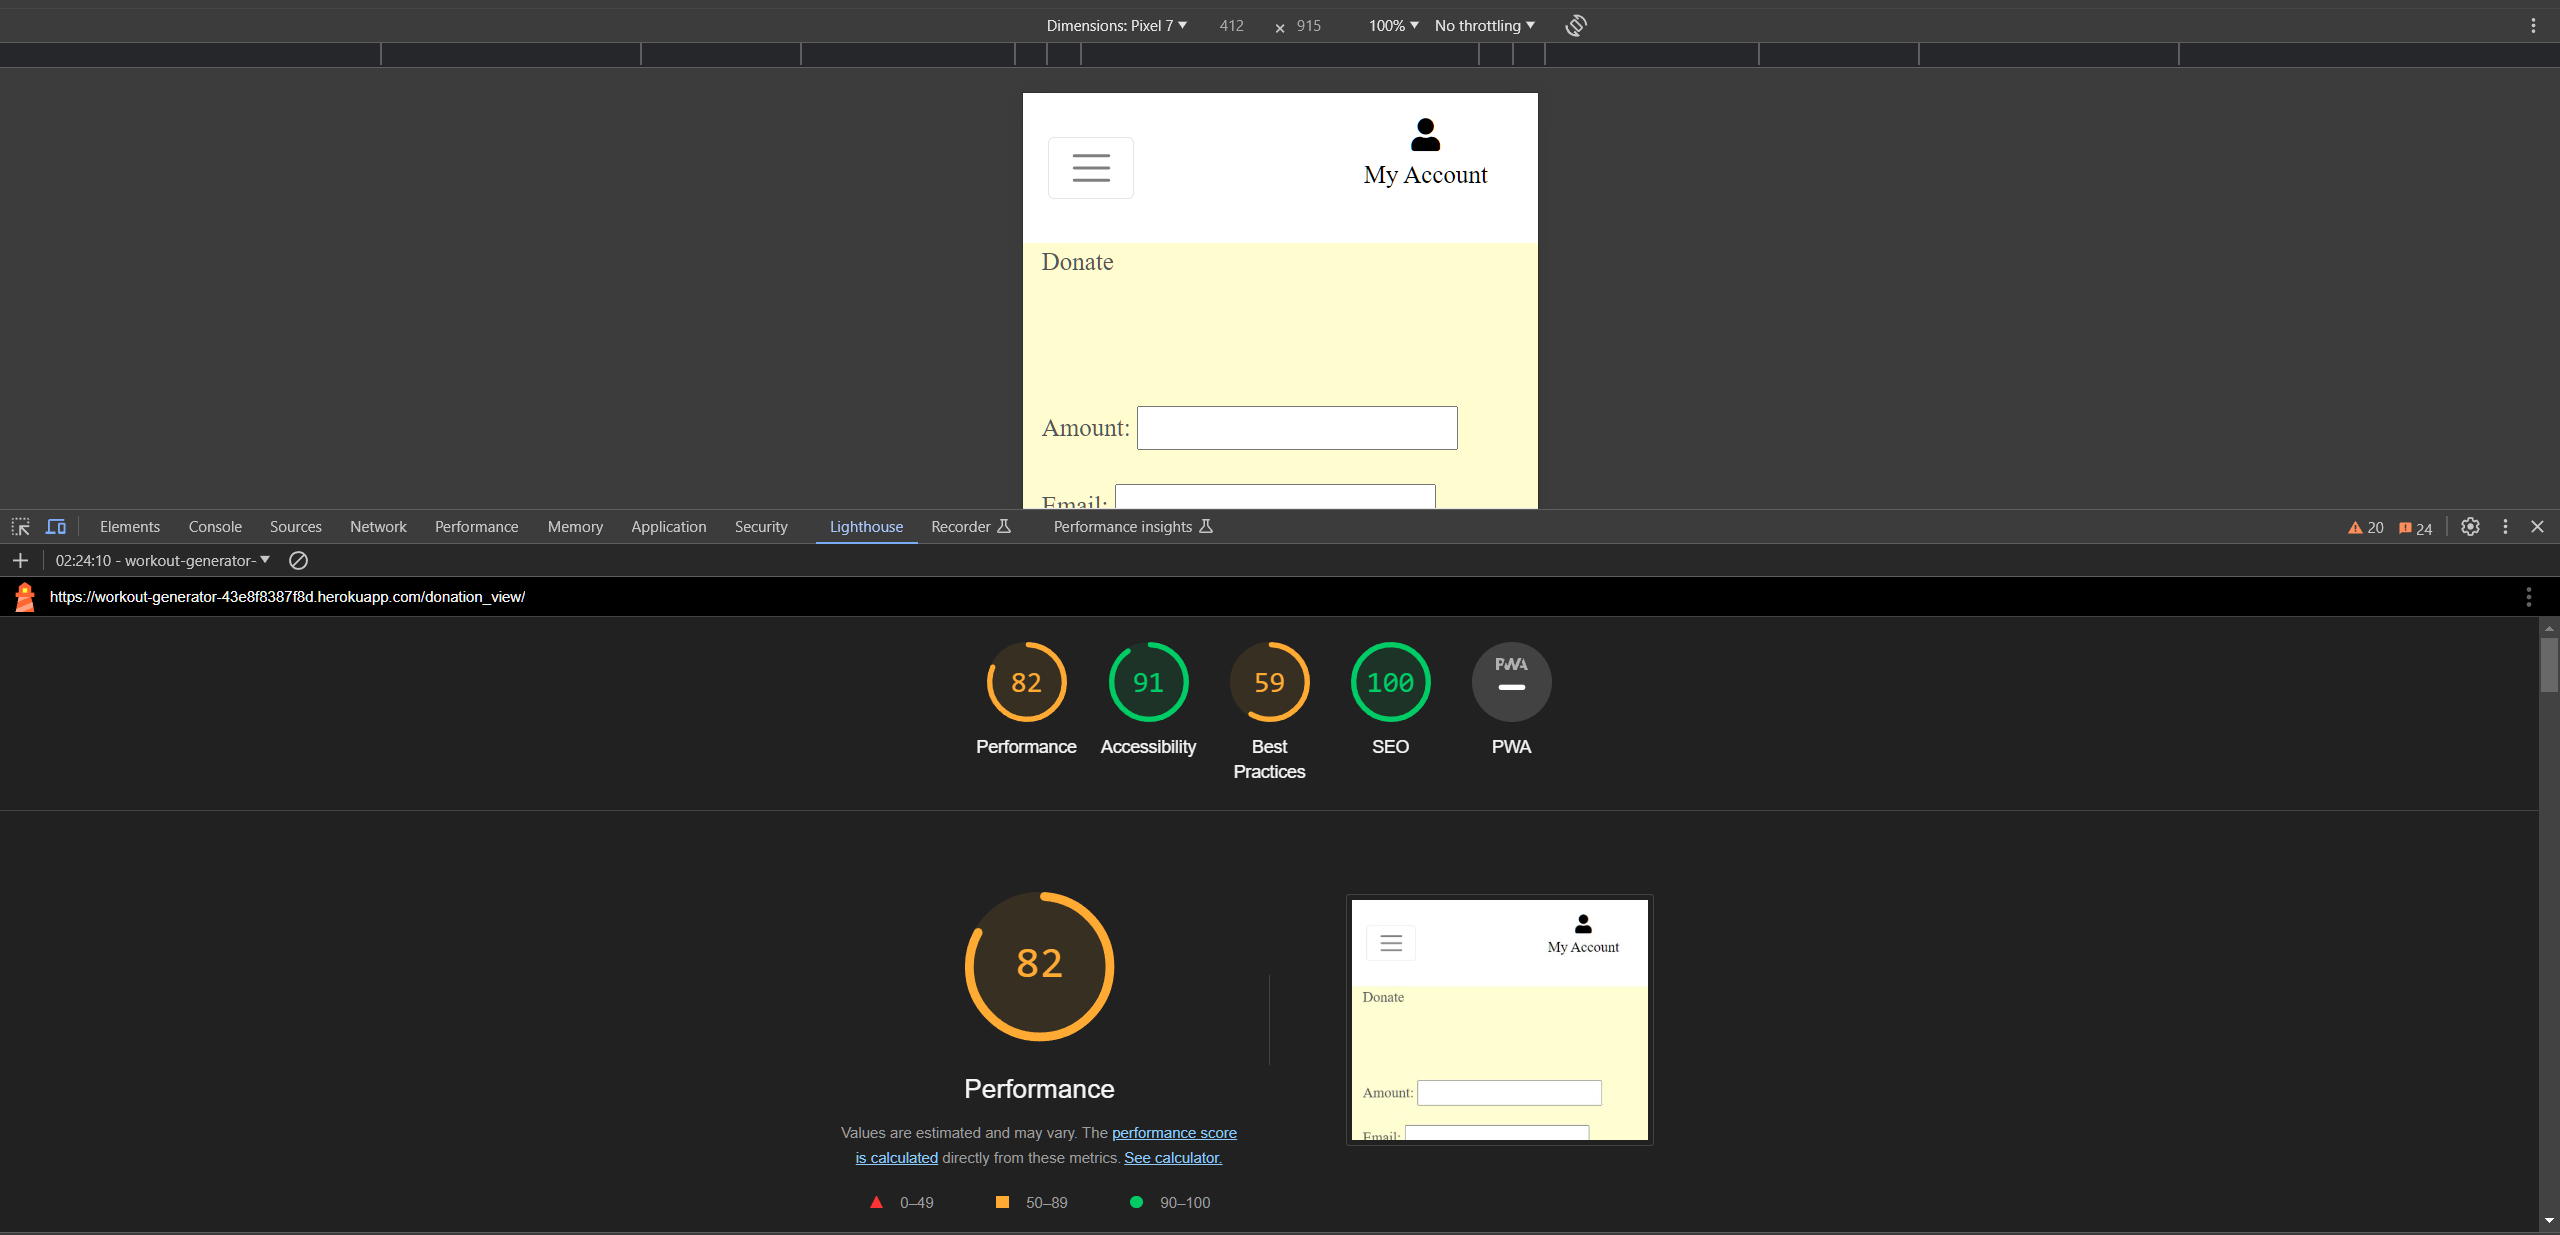 Dimensions: Pixel 7 412 × 915 100% No throttling
My Account
Donate
Amount:
Email:
Elements Console Sources Network Performance Memory Application Security Lighthouse Recorder Performance insights 20 24
02:24:10 - workout-generator-
https://workout-generator-43e8f8387f8d.herokuapp.com/donation_view/
82 91 59 100 PWA
Performance Accessibility Best Practices SEO PWA
82
Performance
Values are estimated and may vary. The performance score
is calculated directly from these metrics. See calculator.
0–49 50–89 90–100
My Account
Donate
Amount:
Email: